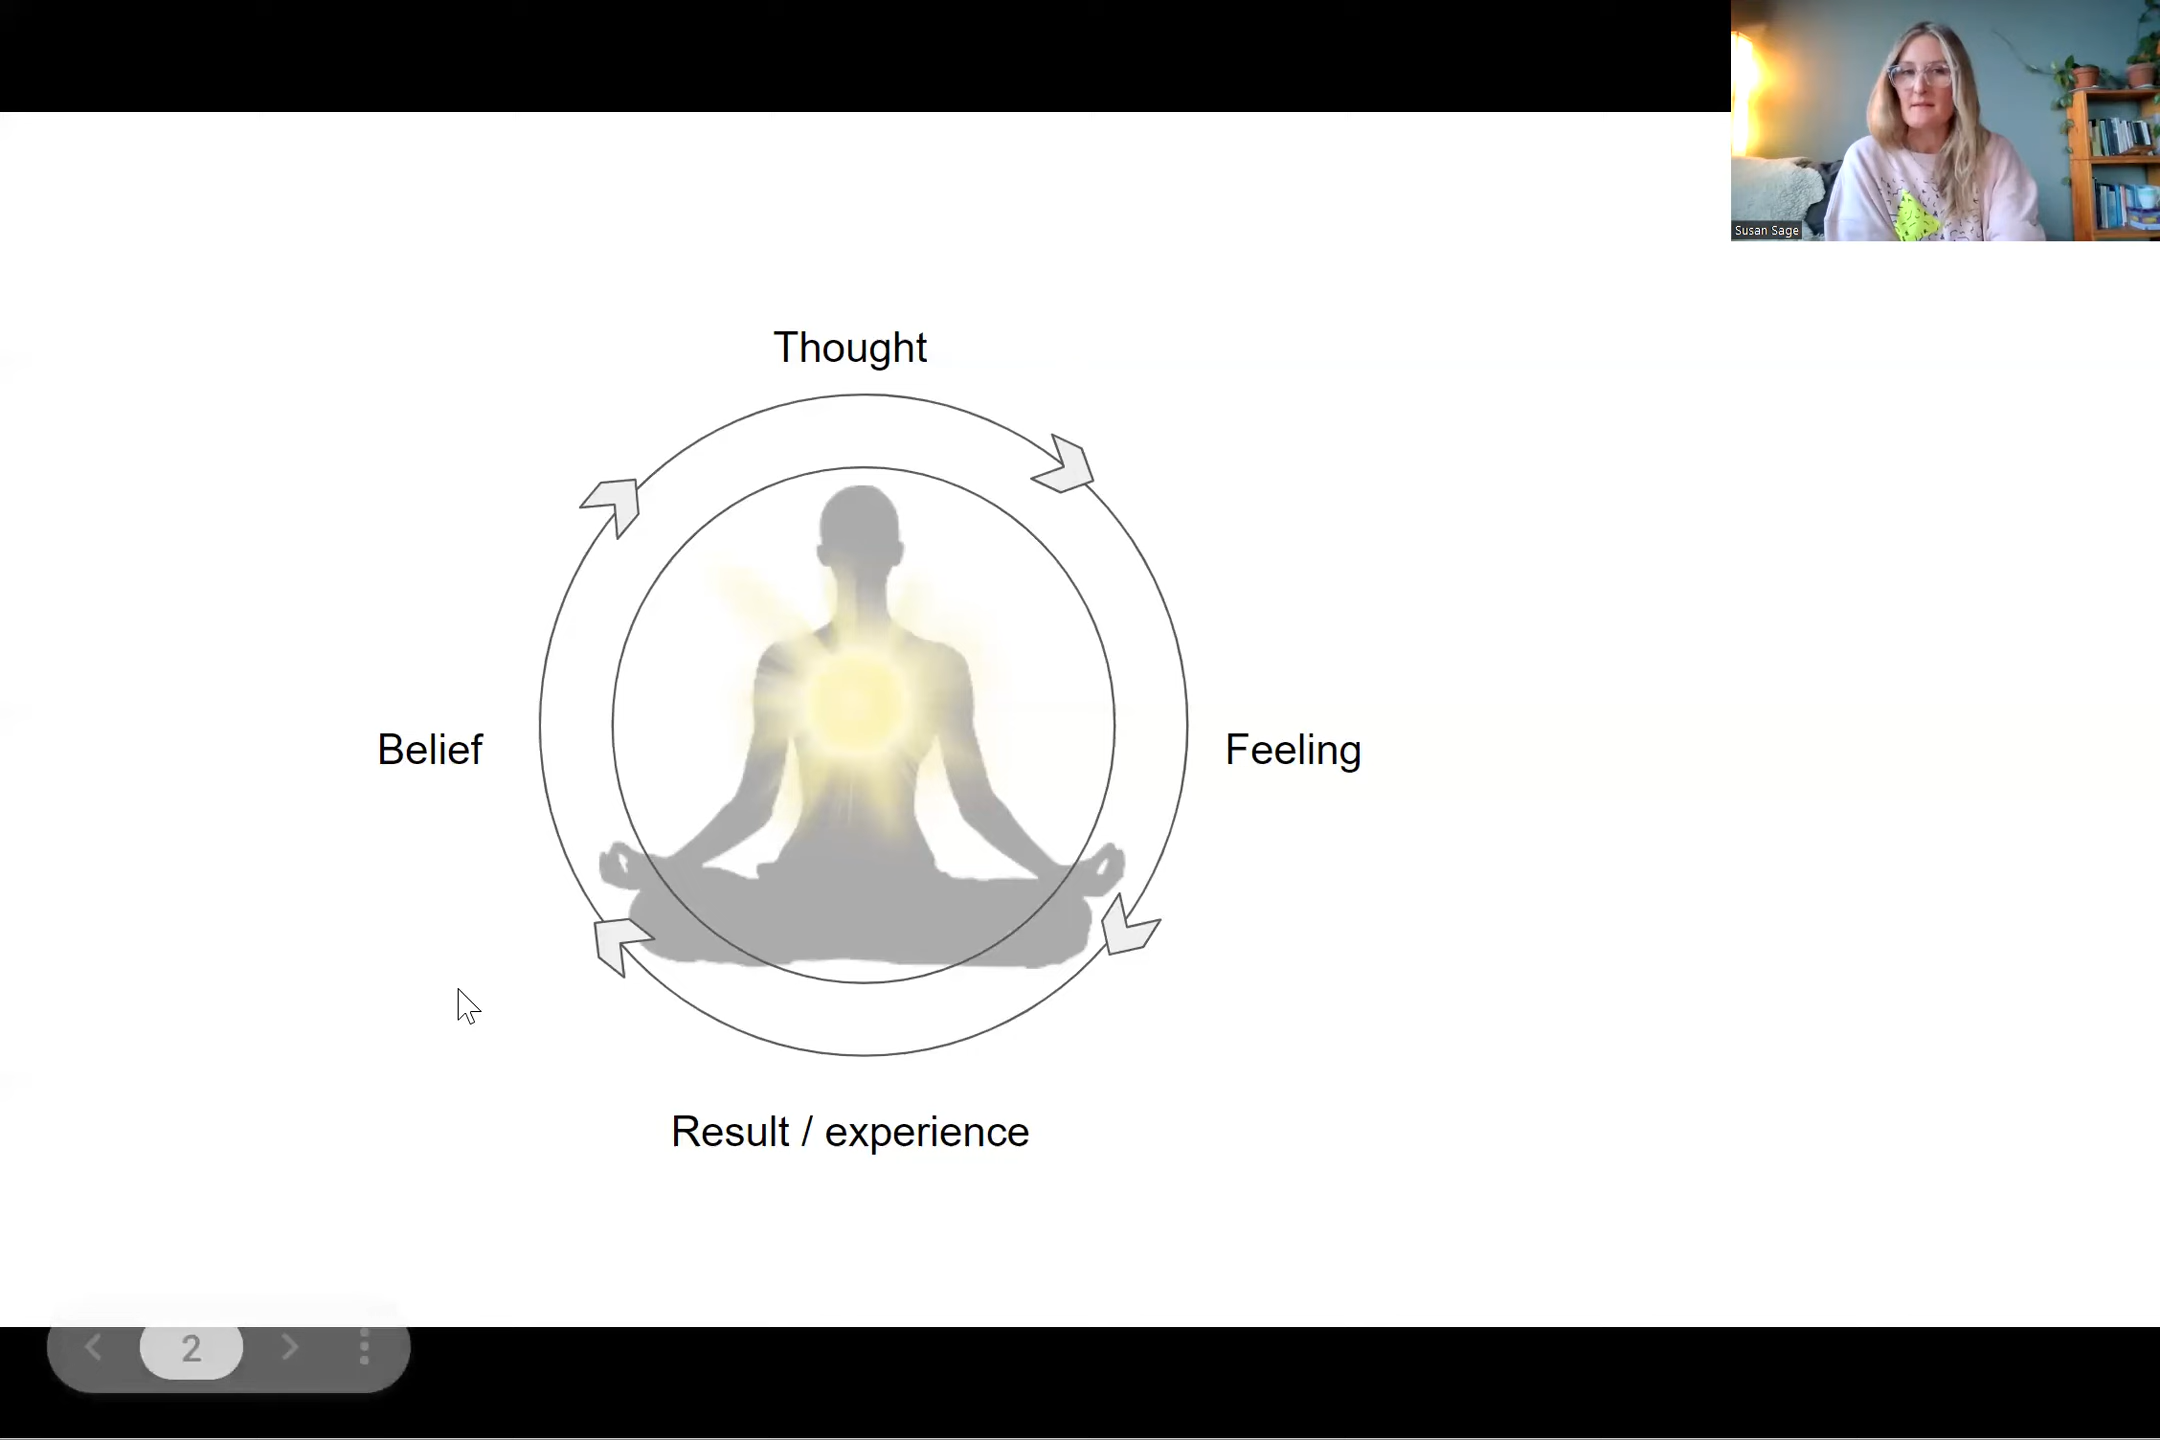 Susan Sage
Thought
Belief
Feeling
Result / experience
2